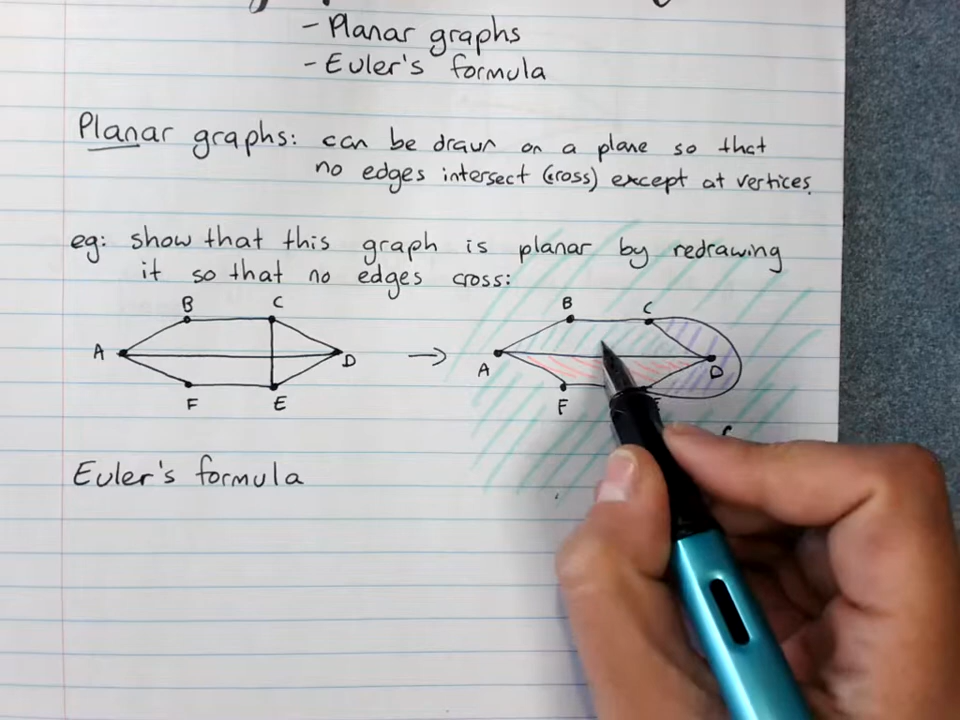 - Planar graphs
- Euler's formula
Planar graphs: can be drawn on a plane so that
no edges intersect (cross) except at vertices.
eg: show that this graph is planar by redrawing
it so that no edges cross:
B C
A D
F E
→
B C
A D
F E
Euler's formula